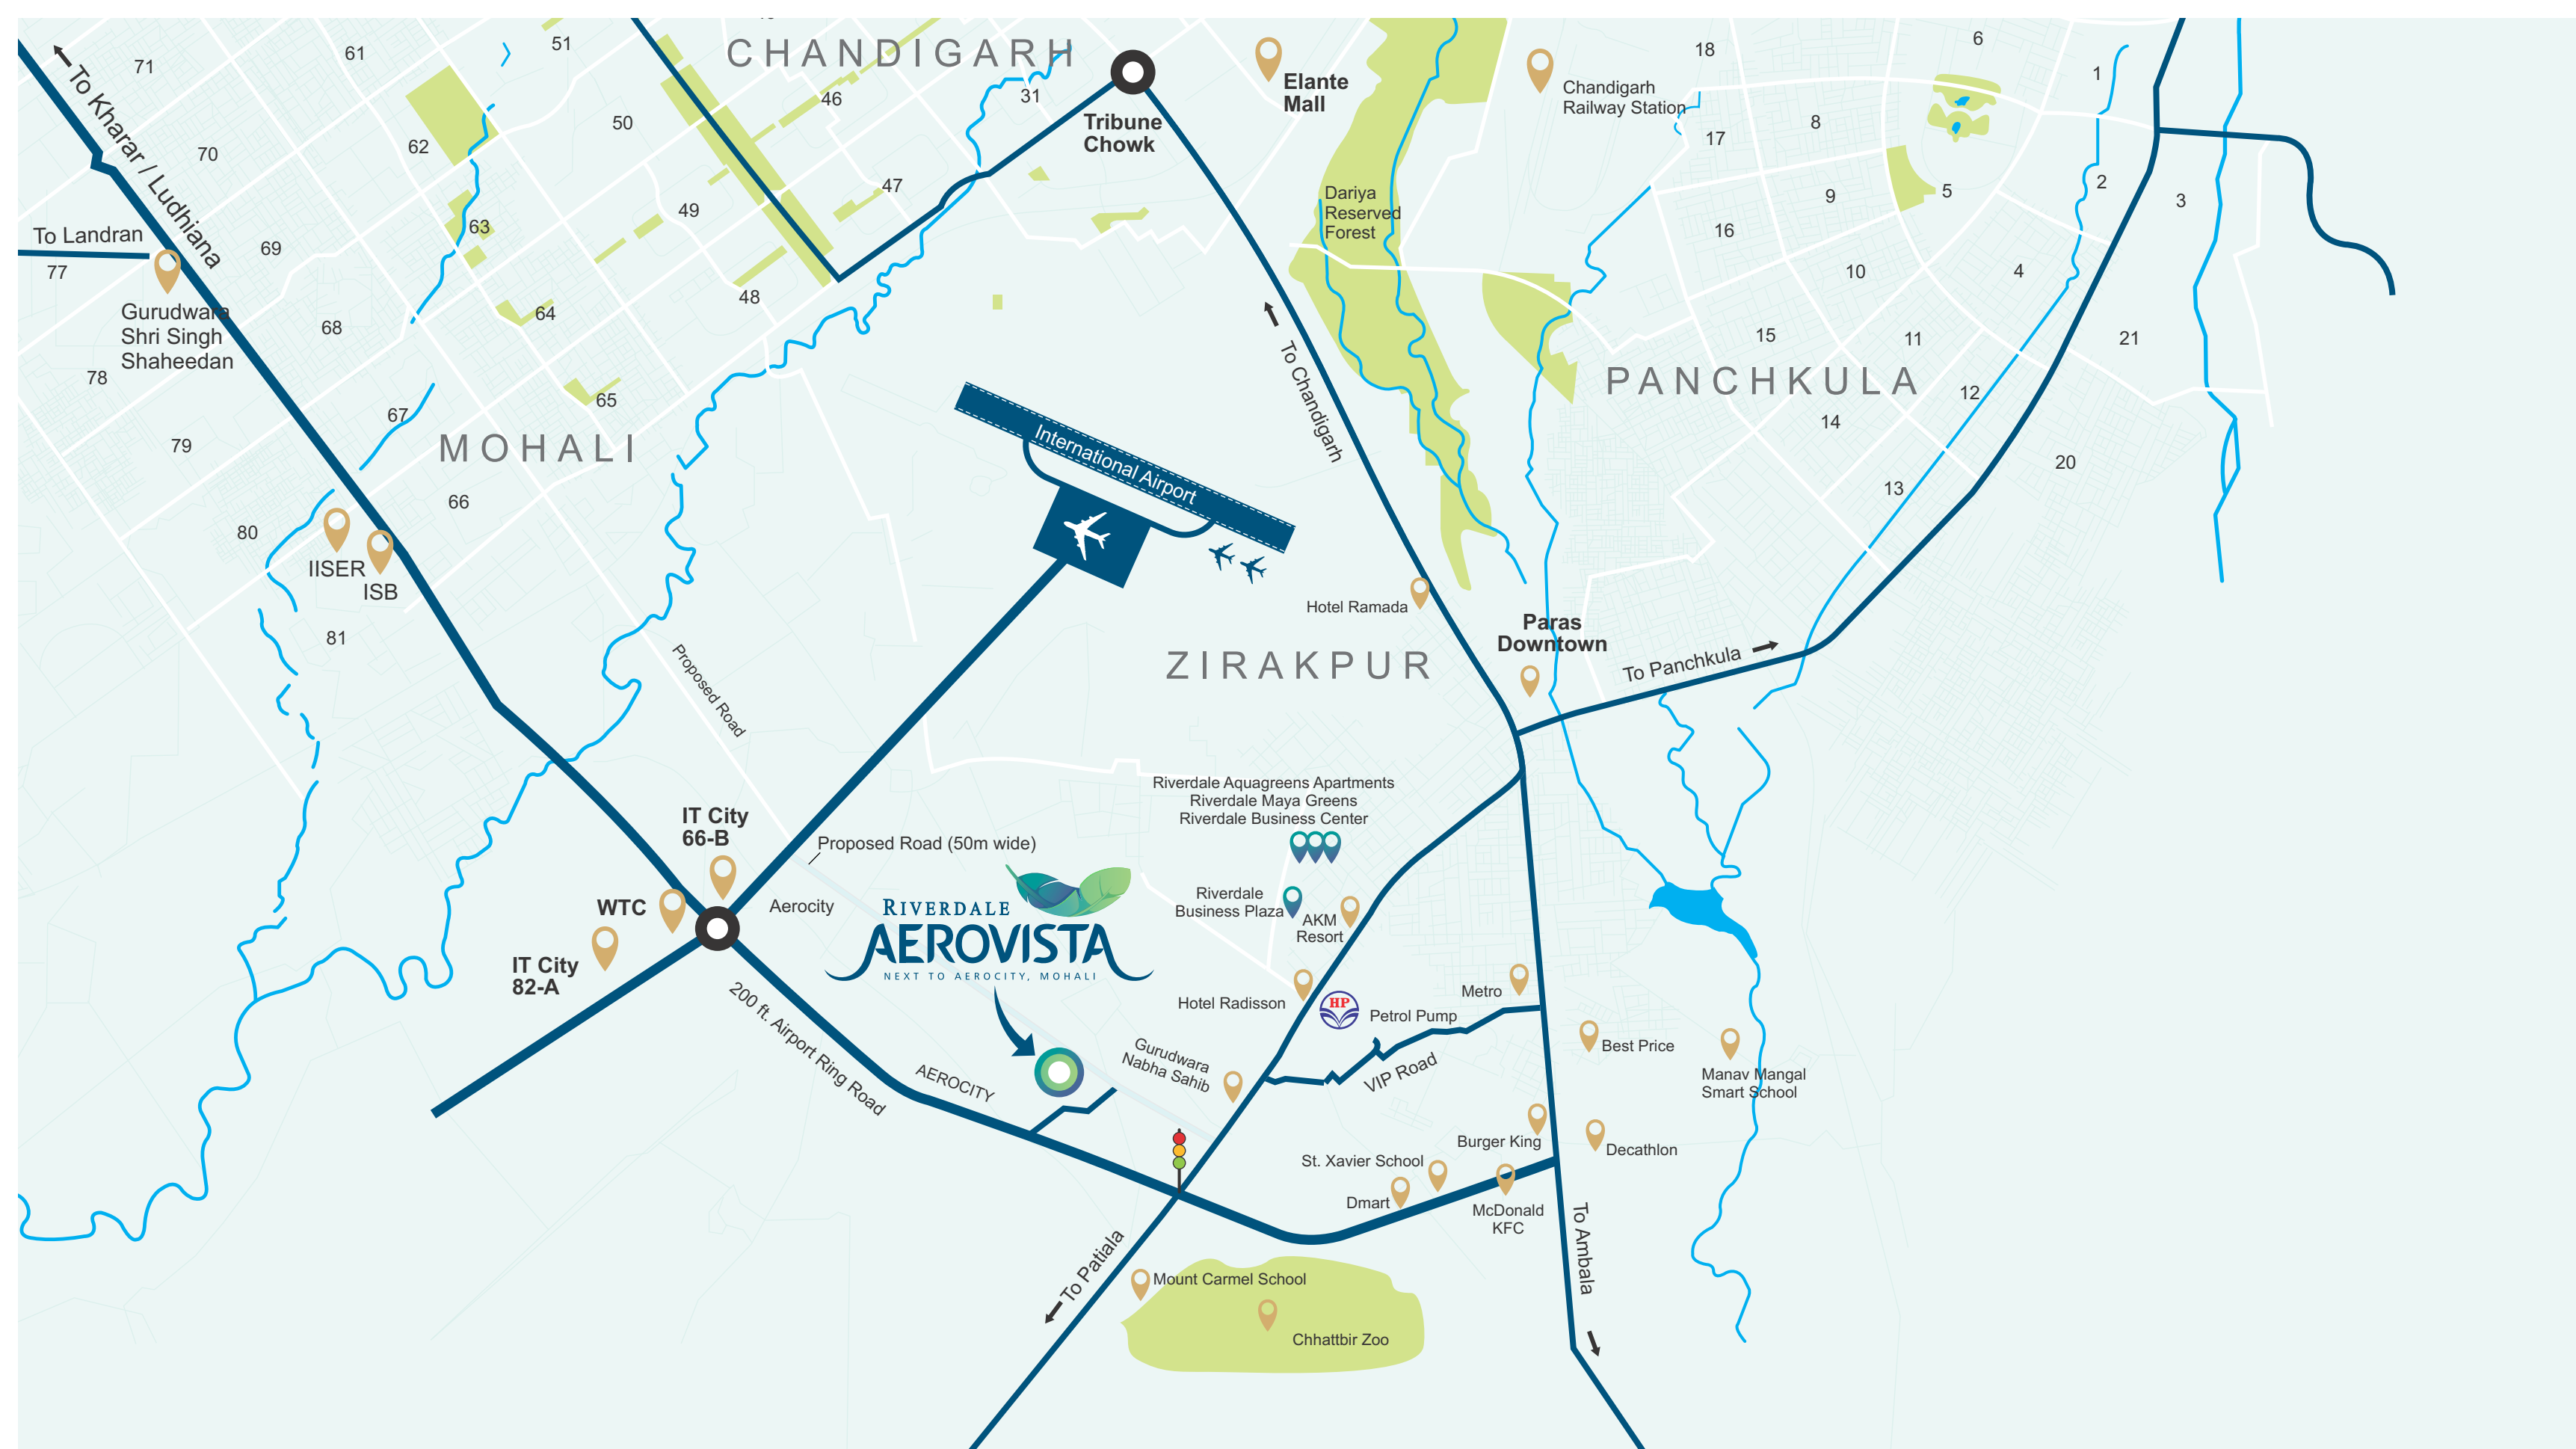 CHANDIGARH
To Kharar / Ludhiana
71
61
51
46
31
Tribune
Chowk
Elante
Mall
Chandigarh
Railway Station
18
6
1
70
62
50
47
17
8
Dariya
Reserved
Forest
9
5
2
3
To Landran
77
69
63
49
16
10
4
Gurudwara
Shri Singh
Shaheedan
68
64
48
To Chandigarh
15
11
21
78
67
65
PANCHKULA
12
14
79
MOHALI
International Airport
20
66
13
80
IISER
ISB
81
Hotel Ramada
Paras
Downtown
ZIRAKPUR
To Panchkula
Proposed Road
Riverdale Aquagreens Apartments
Riverdale Maya Greens
Riverdale Business Center
IT City
66-B
Proposed Road (50m wide)
WTC
Aerocity
RIVERDALE
AEROVISTA
NEXT TO AEROCITY, MOHALI
Riverdale
Business Plaza
AKM
Resort
IT City
82-A
200 ft. Airport Ring Road
Hotel Radisson
HP
Petrol Pump
Metro
AEROCITY
Gurudwara
Nabha Sahib
VIP Road
Best Price
Manav Mangal
Smart School
Burger King
Decathlon
St. Xavier School
Dmart
McDonald
KFC
To Ambala
To Patiala
Mount Carmel School
Chhattbir Zoo